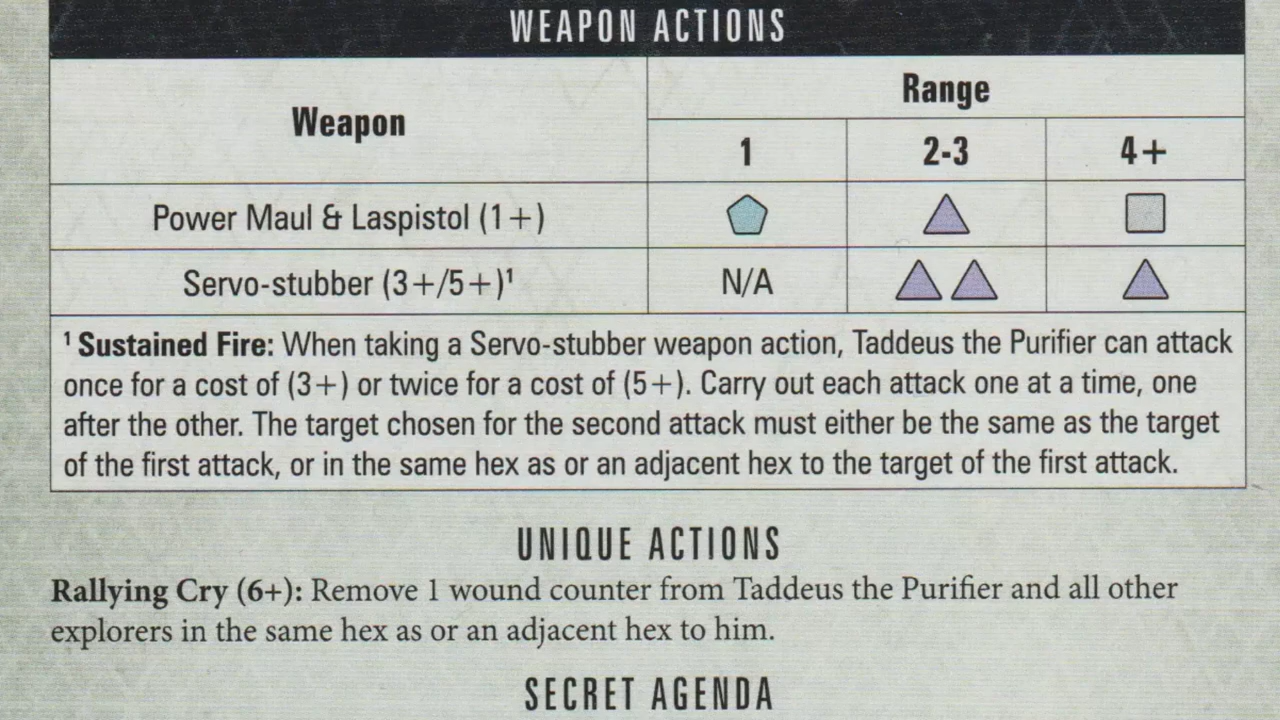 WEAPON ACTIONS
Weapon
Range
1
2-3
4+
Power Maul & Laspistol (1+)
Servo-stubber (3+/5+)¹
N/A
¹ Sustained Fire: When taking a Servo-stubber weapon action, Taddeus the Purifier can attack
once for a cost of (3+) or twice for a cost of (5+). Carry out each attack one at a time, one
after the other. The target chosen for the second attack must either be the same as the target
of the first attack, or in the same hex as or an adjacent hex to the target of the first attack.
UNIQUE ACTIONS
Rallying Cry (6+): Remove 1 wound counter from Taddeus the Purifier and all other
explorers in the same hex as or an adjacent hex to him.
SECRET AGENDA